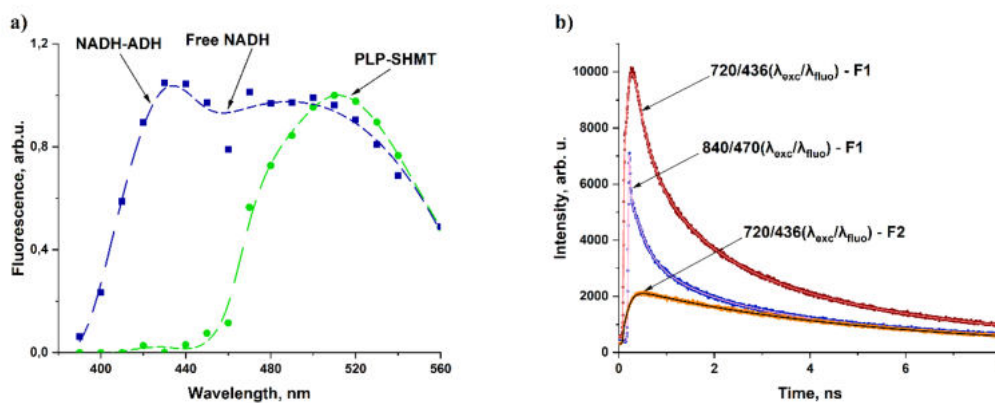 a)
NADH-ADH
Free NADH
PLP-SHMT
1,2
0,8
0,4
0,0
Fluorescence, arb.u.
400
440
480
520
560
Wavelength, nm
b)
720/436(λexc/λfluo) - F1
840/470(λexc/λfluo) - F1
720/436(λexc/λfluo) - F2
10000
8000
6000
4000
2000
0
Intensity, arb. u.
0
2
4
6
Time, ns